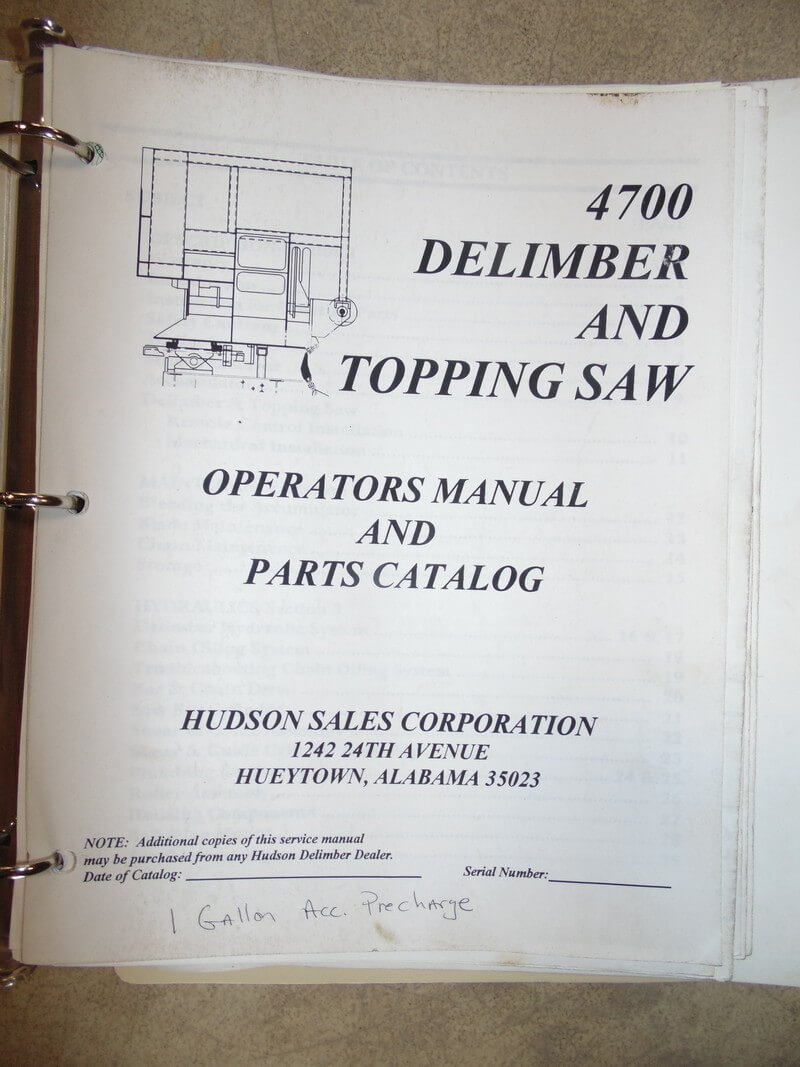 4700
DELIMBER
AND
TOPPING SAW
OPERATORS MANUAL
AND
PARTS CATALOG
HUDSON SALES CORPORATION
1242 24TH AVENUE
HUEYTOWN, ALABAMA 35023
NOTE: Additional copies of this service manual
may be purchased from any Hudson Delimber Dealer.
Date of Catalog: Serial Number:
1 Gallon Acc. Precharge